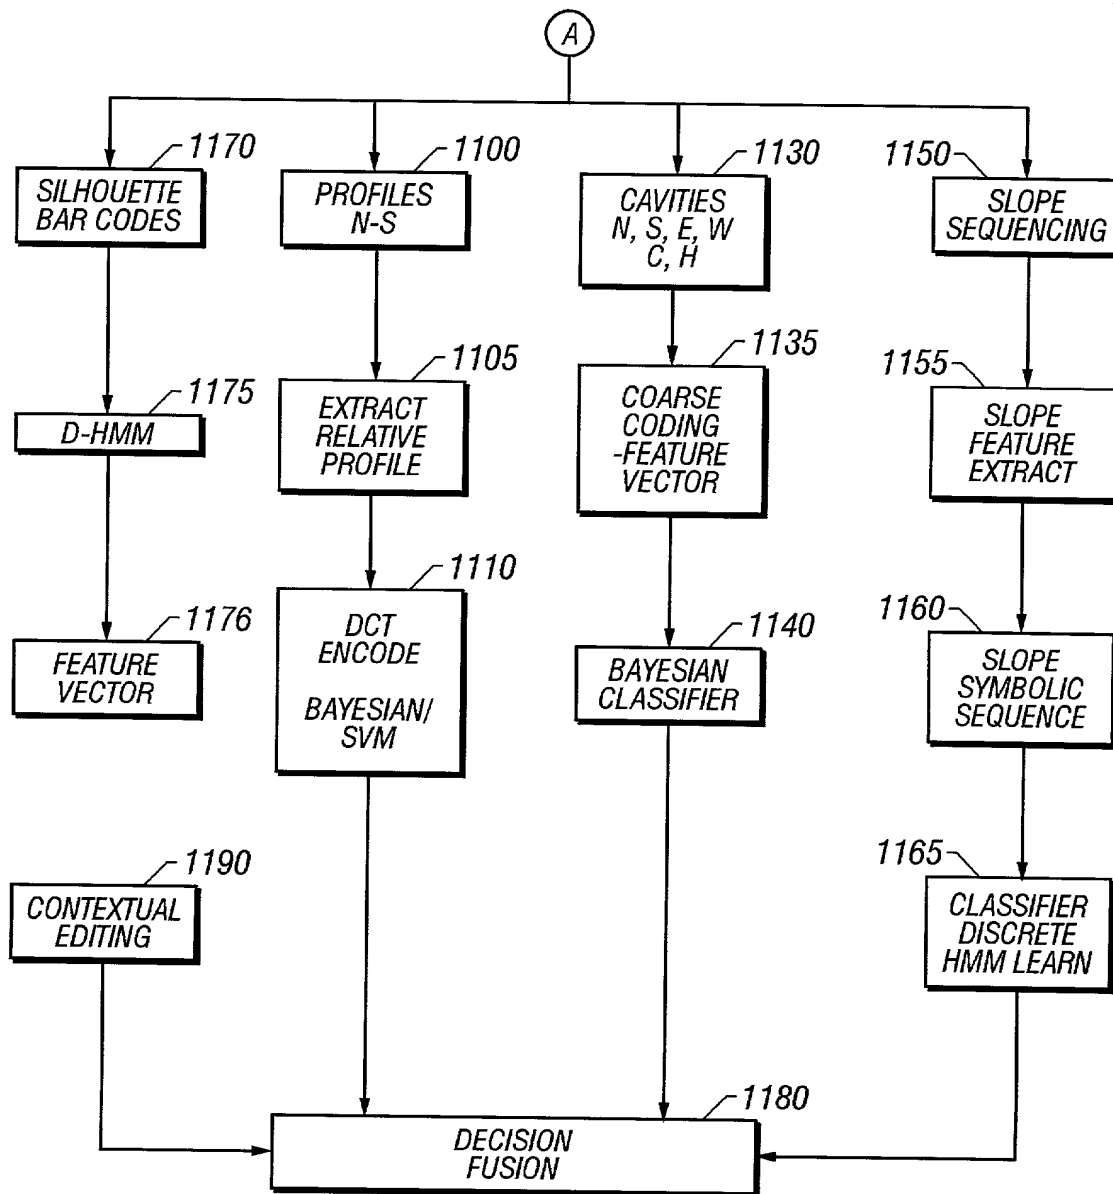 A
1170
SILHOUETTE
BAR CODES
1100
PROFILES
N-S
1130
CAVITIES
N, S, E, W
C, H
1150
SLOPE
SEQUENCING
1175
D-HMM
1105
EXTRACT
RELATIVE
PROFILE
1135
COARSE
CODING
-FEATURE
VECTOR
1155
SLOPE
FEATURE
EXTRACT
1176
FEATURE
VECTOR
1110
DCT
ENCODE
BAYESIAN/
SVM
1140
BAYESIAN
CLASSIFIER
1160
SLOPE
SYMBOLIC
SEQUENCE
1190
CONTEXTUAL
EDITING
1165
CLASSIFIER
DISCRETE
HMM LEARN
1180
DECISION
FUSION